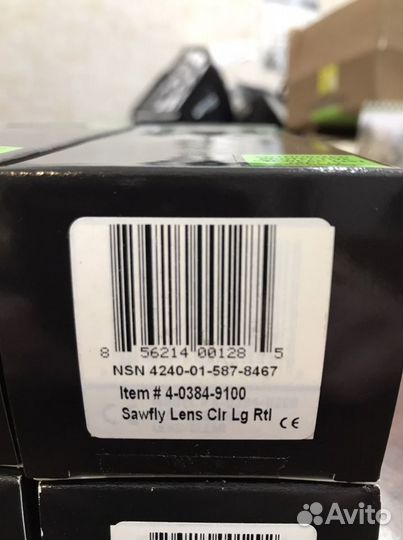 8 56214 00128 5
NSN 4240-01-587-8467
Item # 4-0384-9100
Sawfly Lens Clr Lg Rtl CE
Avito